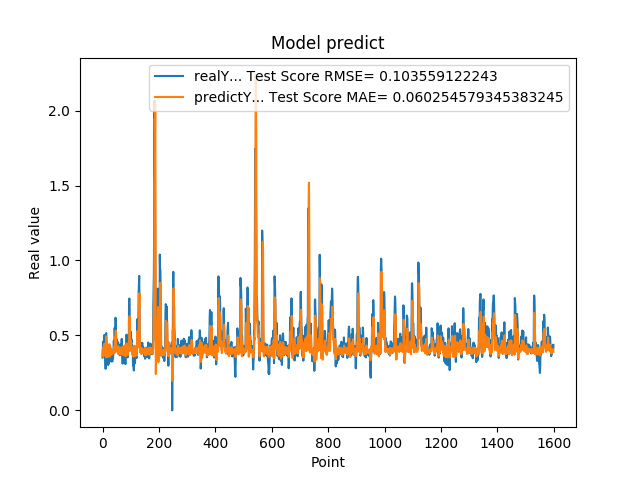 Model predict
realY... Test Score RMSE= 0.103559122243
predictY... Test Score MAE= 0.060254579345383245
2.0
1.5
1.0
0.5
0.0
Real value
0 200 400 600 800 1000 1200 1400 1600
Point